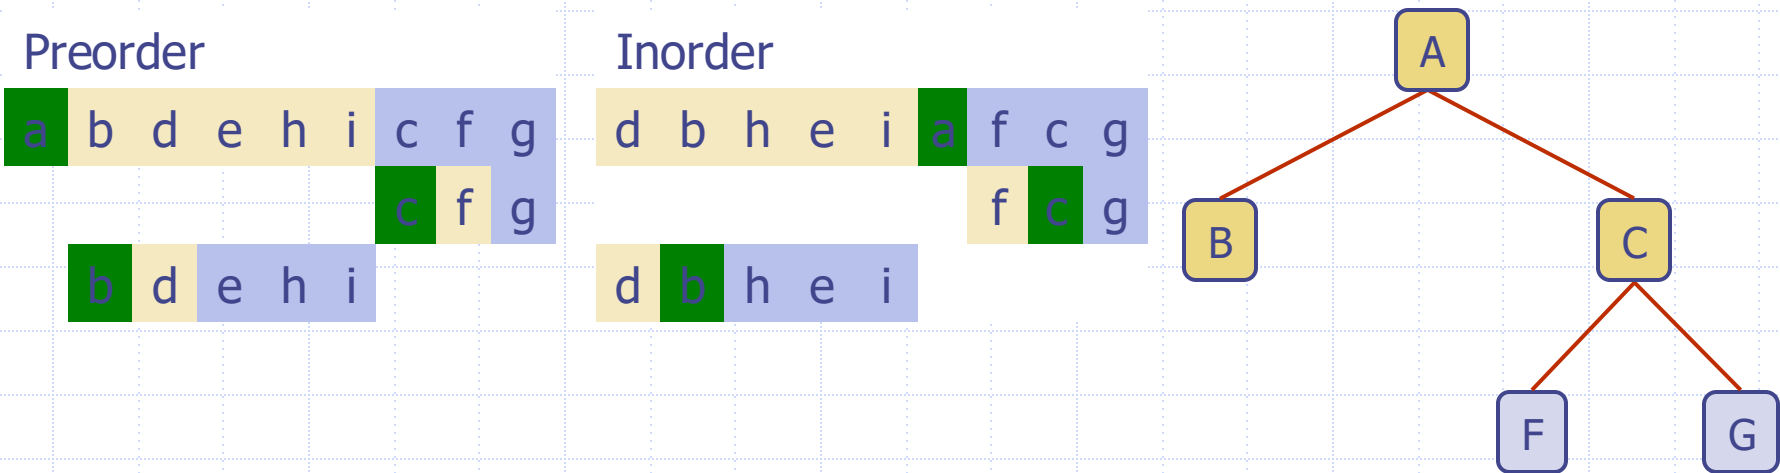 Preorder
a b d e h i c f g
c f g
b d e h i
Inorder
d b h e i a f c g
f c g
d b h e i
A
B
C
F
G